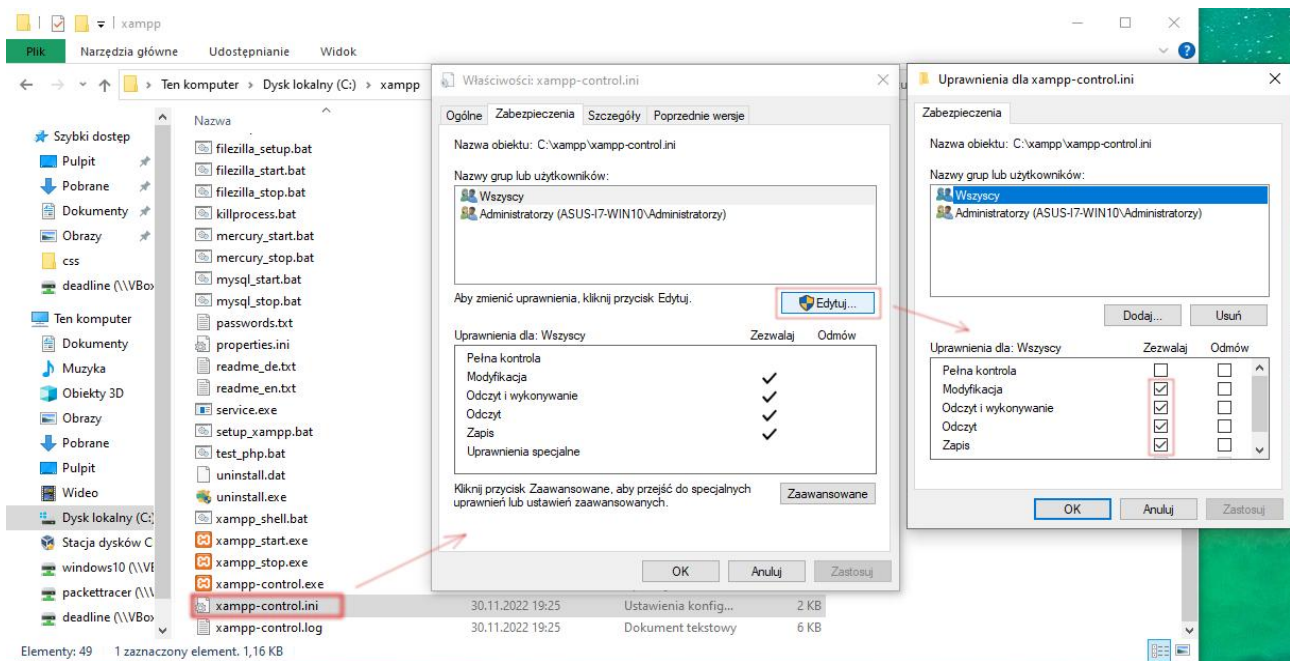 xampp
Plik Narzędzia główne Udostępnianie Widok
Ten komputer > Dysk lokalny (C:) > xampp
Szybki dostęp
Pulpit
Pobrane
Dokumenty
Obrazy
css
deadline (\\VBox
Ten komputer
Dokumenty
Muzyka
Obiekty 3D
Obrazy
Pobrane
Pulpit
Wideo
Dysk lokalny (C:)
Stacja dysków C
windows10 (\\VE
packettracer (\\\
deadline (\\VBox
Nazwa
filezilla_setup.bat
filezilla_start.bat
filezilla_stop.bat
killprocess.bat
mercury_start.bat
mercury_stop.bat
mysql_start.bat
mysql_stop.bat
passwords.txt
properties.ini
readme_de.txt
readme_en.txt
service.exe
setup_xampp.bat
test_php.bat
uninstall.dat
uninstall.exe
xampp_shell.bat
xampp_start.exe
xampp_stop.exe
xampp-control.exe
xampp-control.ini 30.11.2022 19:25 Ustawienia konfig... 2 KB
xampp-control.log 30.11.2022 19:25 Dokument tekstowy 6 KB
Elementy: 49 1 zaznaczony element. 1,16 KB
Właściwości: xampp-control.ini
Ogólne Zabezpieczenia Szczegóły Poprzednie wersje
Nazwa obiektu: C:\xampp\xampp-control.ini
Nazwy grup lub użytkowników:
Wszyscy
Administratorzy (ASUS-I7-WIN10\Administratorzy)
Aby zmienić uprawnienia, kliknij przycisk Edytuj.
Edytuj...
Uprawnienia dla: Wszyscy Zezwalaj Odmów
Pełna kontrola
Modyfikacja
Odczyt i wykonywanie
Odczyt
Zapis
Uprawnienia specjalne
Kliknij przycisk Zaawansowane, aby przejść do specjalnych
uprawnień lub ustawień zaawansowanych.
Zaawansowane
OK Anuluj Zastosuj
Uprawnienia dla xampp-control.ini
Zabezpieczenia
Nazwa obiektu: C:\xampp\xampp-control.ini
Nazwy grup lub użytkowników:
Wszyscy
Administratorzy (ASUS-I7-WIN10\Administratorzy)
Dodaj... Usuń
Uprawnienia dla: Wszyscy Zezwalaj Odmów
Pełna kontrola
Modyfikacja
Odczyt i wykonywanie
Odczyt
Zapis
OK Anuluj Zastosuj